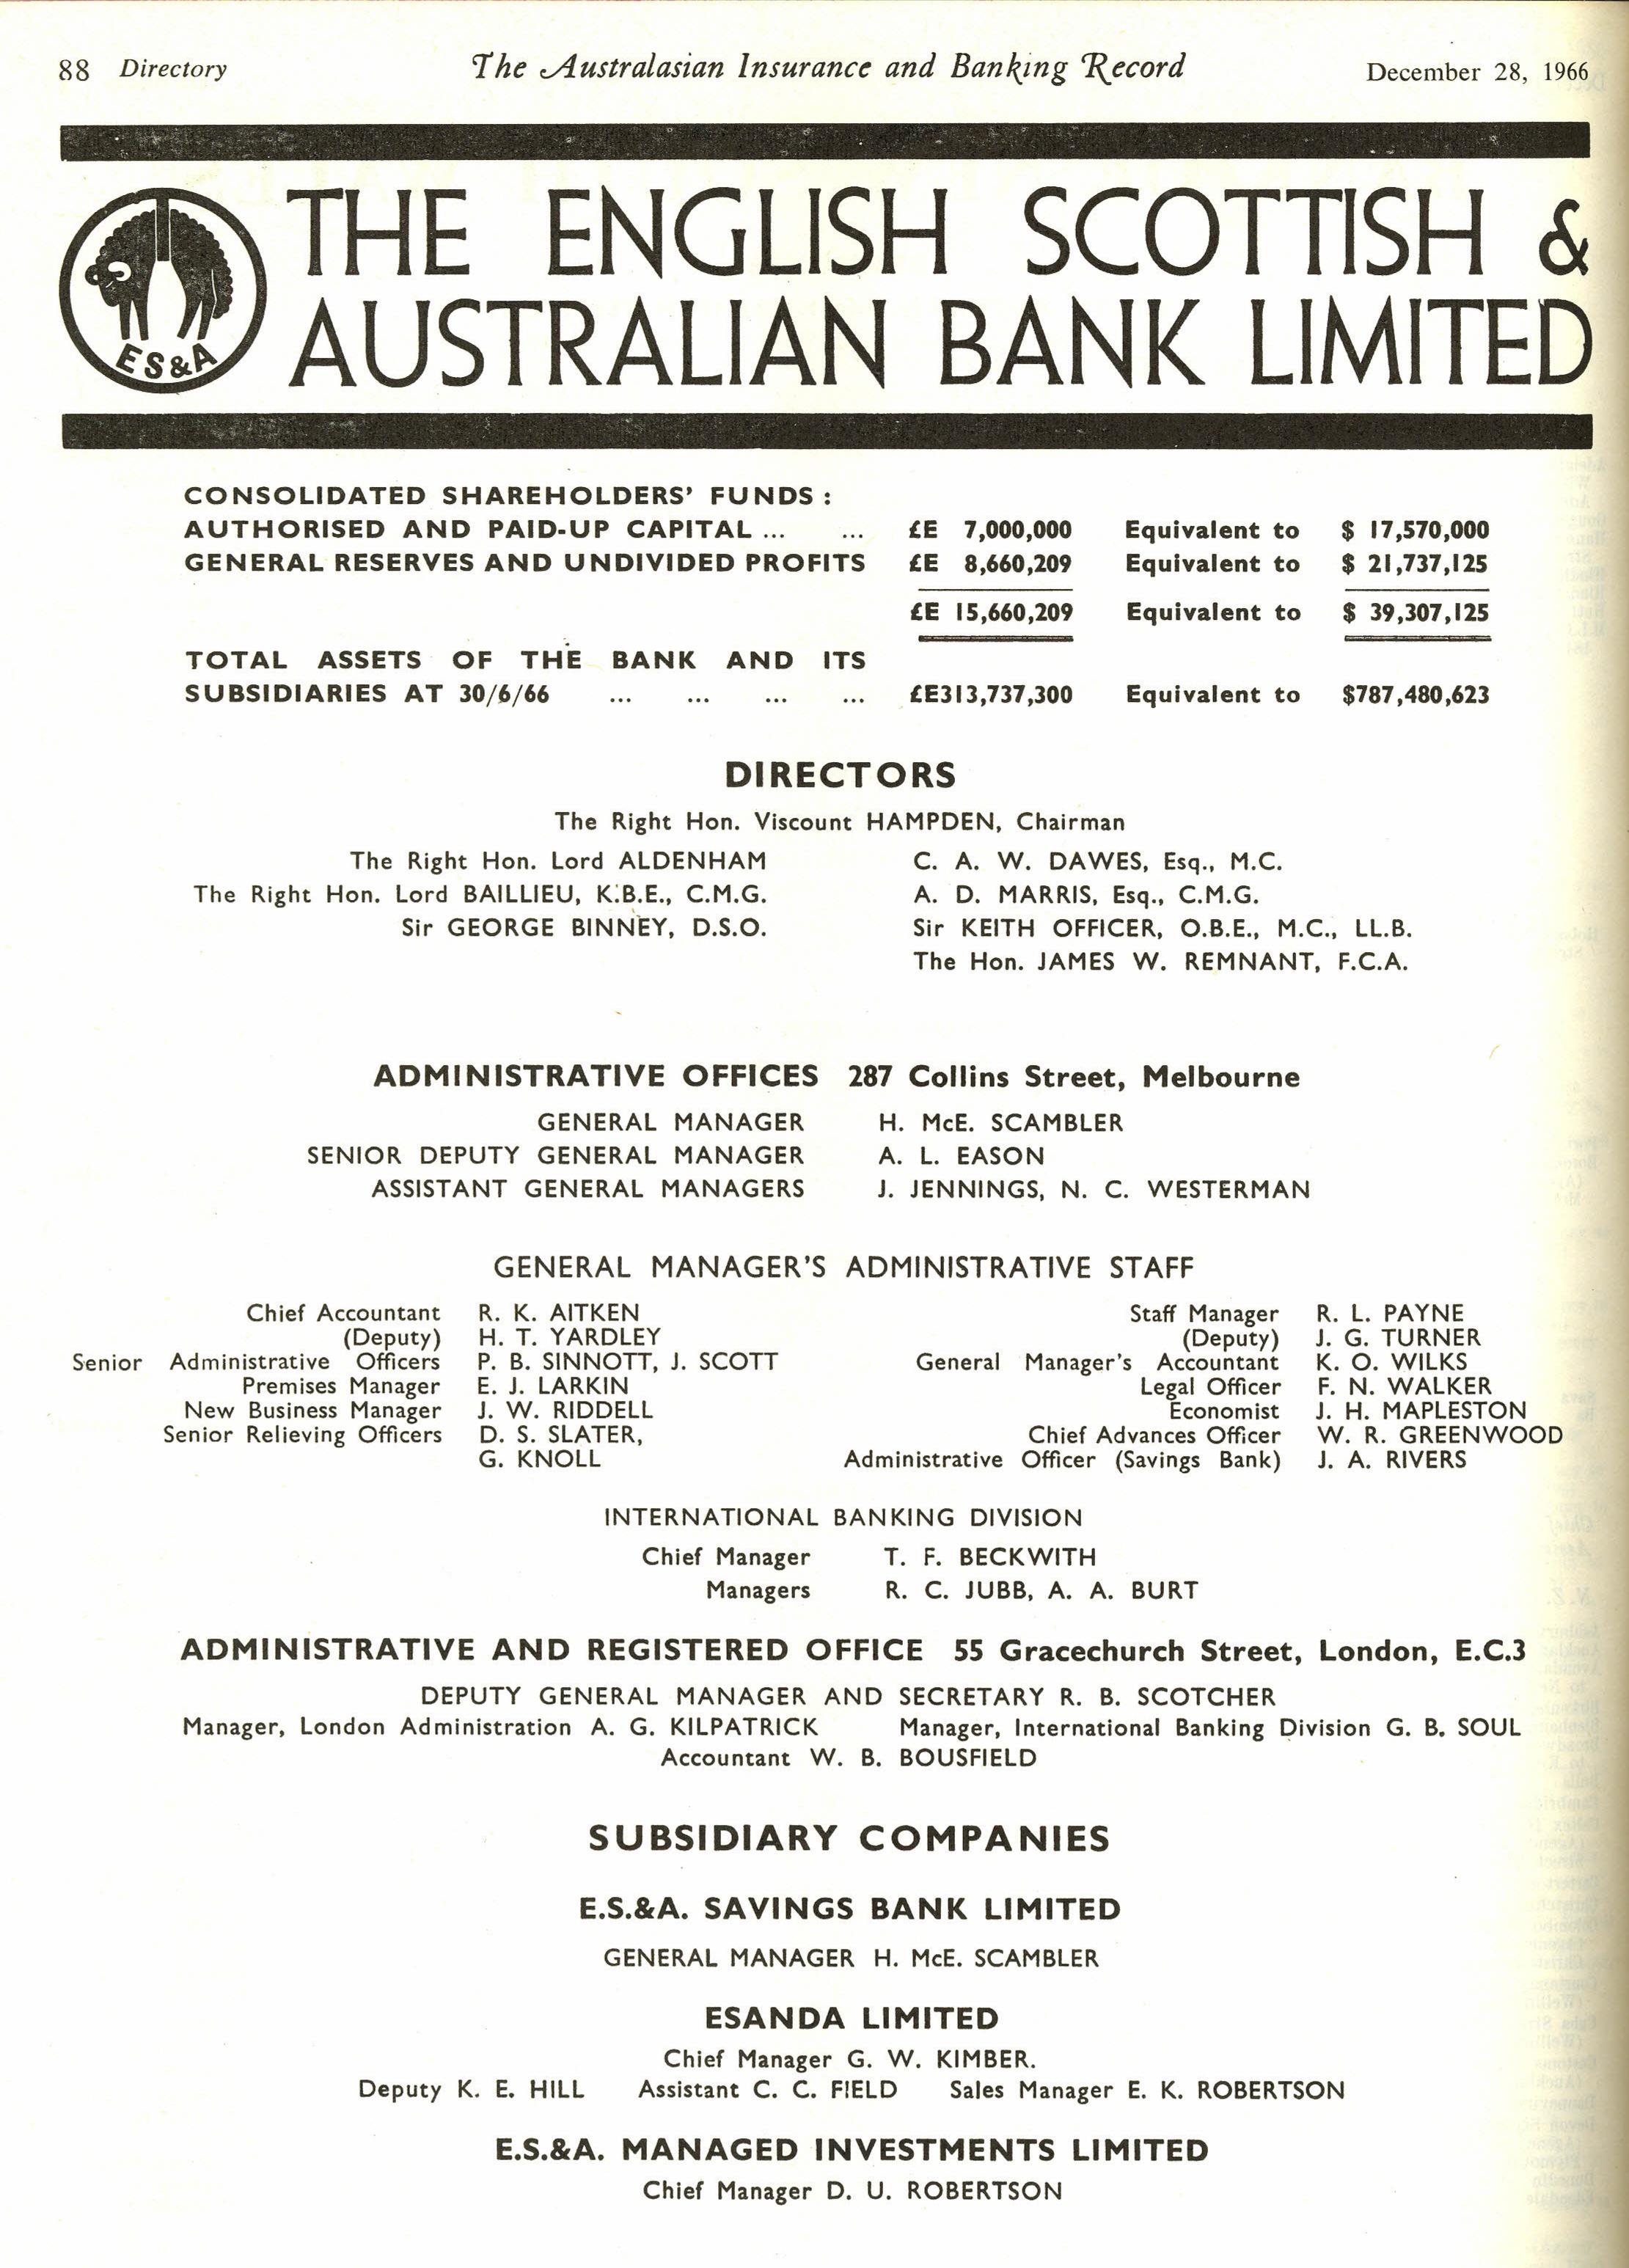 88 Directory The Australasian Insurance and Banking Record December 28, 1966
THE ENGLISH SCOTTISH &
AUSTRALIAN BANK LIMITED
ES&A
CONSOLIDATED SHAREHOLDERS' FUNDS :
AUTHORISED AND PAID-UP CAPITAL ... ... £E 7,000,000 Equivalent to $ 17,570,000
GENERAL RESERVES AND UNDIVIDED PROFITS £E 8,660,209 Equivalent to $ 21,737,125
£E 15,660,209 Equivalent to $ 39,307,125
TOTAL ASSETS OF THE BANK AND ITS
SUBSIDIARIES AT 30/6/66 ... ... ... ... £E313,737,300 Equivalent to $787,480,623
DIRECTORS
The Right Hon. Viscount HAMPDEN, Chairman
The Right Hon. Lord ALDENHAM C. A. W. DAWES, Esq., M.C.
The Right Hon. Lord BAILLIEU, K.B.E., C.M.G. A. D. MARRIS, Esq., C.M.G.
Sir GEORGE BINNEY, D.S.O. Sir KEITH OFFICER, O.B.E., M.C., LL.B.
The Hon. JAMES W. REMNANT, F.C.A.
ADMINISTRATIVE OFFICES 287 Collins Street, Melbourne
GENERAL MANAGER H. McE. SCAMBLER
SENIOR DEPUTY GENERAL MANAGER A. L. EASON
ASSISTANT GENERAL MANAGERS J. JENNINGS, N. C. WESTERMAN
GENERAL MANAGER'S ADMINISTRATIVE STAFF
Chief Accountant R. K. AITKEN Staff Manager R. L. PAYNE
(Deputy) H. T. YARDLEY (Deputy) J. G. TURNER
Senior Administrative Officers P. B. SINNOTT, J. SCOTT General Manager's Accountant K. O. WILKS
Premises Manager E. J. LARKIN Legal Officer F. N. WALKER
New Business Manager J. W. RIDDELL Economist J. H. MAPLESTON
Senior Relieving Officers D. S. SLATER, Chief Advances Officer W. R. GREENWOOD
G. KNOLL Administrative Officer (Savings Bank) J. A. RIVERS
INTERNATIONAL BANKING DIVISION
Chief Manager T. F. BECKWITH
Managers R. C. JUBB, A. A. BURT
ADMINISTRATIVE AND REGISTERED OFFICE 55 Gracechurch Street, London, E.C.3
DEPUTY GENERAL MANAGER AND SECRETARY R. B. SCOTCHER
Manager, London Administration A. G. KILPATRICK Manager, International Banking Division G. B. SOUL
Accountant W. B. BOUSFIELD
SUBSIDIARY COMPANIES
E.S.&A. SAVINGS BANK LIMITED
GENERAL MANAGER H. McE. SCAMBLER
ESANDA LIMITED
Chief Manager G. W. KIMBER.
Deputy K. E. HILL Assistant C. C. FIELD Sales Manager E. K. ROBERTSON
E.S.&A. MANAGED INVESTMENTS LIMITED
Chief Manager D. U. ROBERTSON